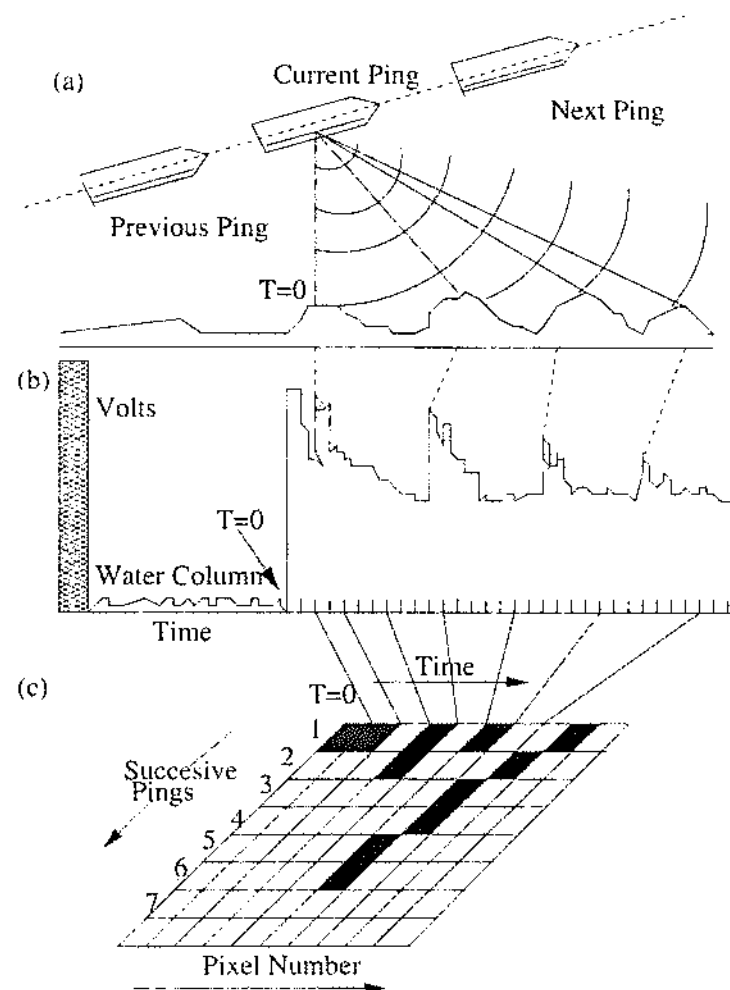 (a)
Current Ping
Next Ping
Previous Ping
T=0
(b)
Volts
T=0
Water Column
Time
(c)
Time
T=0
1
2
3
4
5
6
7
Succesive
Pings
Pixel Number